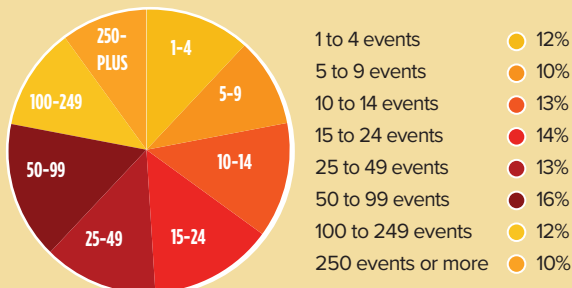 250-
PLUS
1-4
5-9
10-14
15-24
25-49
50-99
100-249
1 to 4 events 12%
5 to 9 events 10%
10 to 14 events 13%
15 to 24 events 14%
25 to 49 events 13%
50 to 99 events 16%
100 to 249 events 12%
250 events or more 10%